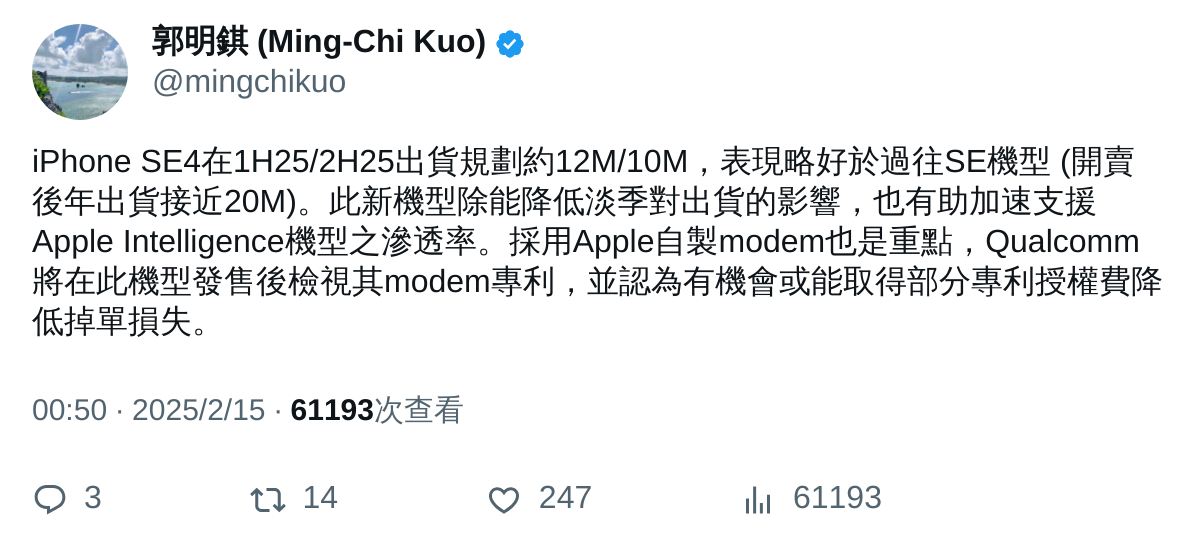 郭明錤 (Ming-Chi Kuo)
@mingchikuo
iPhone SE4在1H25/2H25出貨規劃約12M/10M，表現略好於過往SE機型 (開賣
後年出貨接近20M)。此新機型除能降低淡季對出貨的影響，也有助加速支援
Apple Intelligence機型之滲透率。採用Apple自製modem也是重點，Qualcomm
將在此機型發售後檢視其modem專利，並認為有機會或能取得部分專利授權費降
低掉單損失。
00:50 · 2025/2/15 · 61193次查看
3 14 247 61193